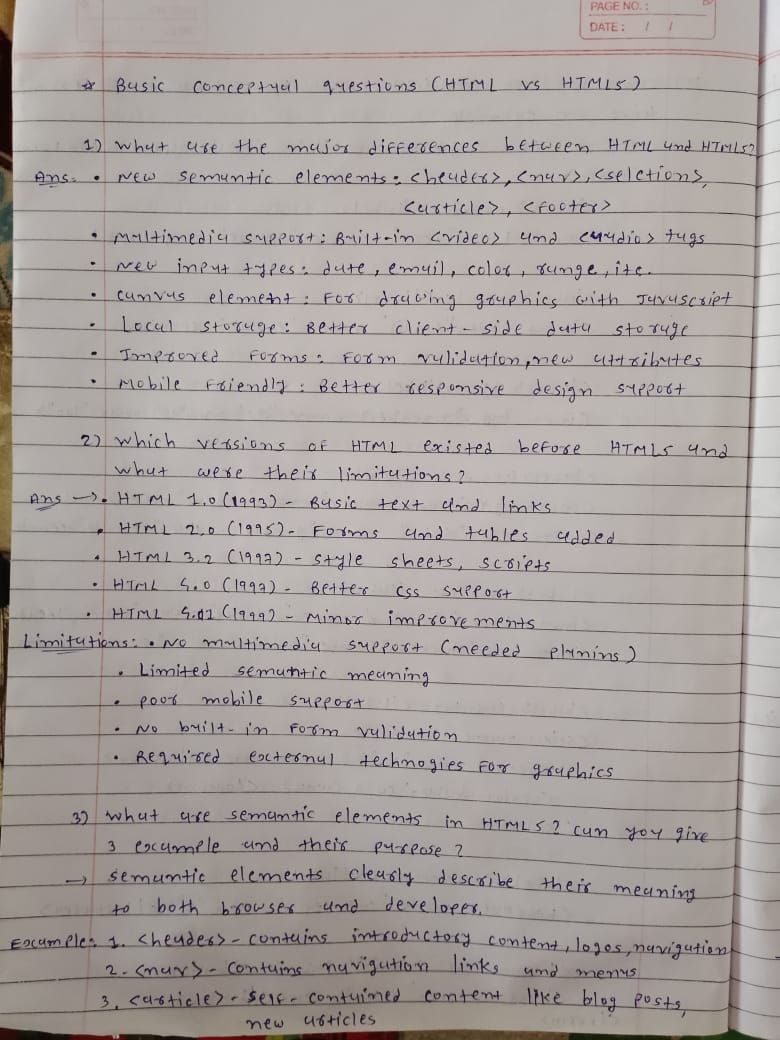 PAGE NO.:
DATE: / /
* Basic conceptual questions (HTML vs HTML5)
1) what are the major differences between HTML and HTML5?
Ans:- • New semantic elements: <header>, <nav>, <selction>,
<article>, <footer>
• Multimedia support: Built-in <video> and <audio> tags
• New input types: date, email, color, range, itc.
• canvas element: For drawing graphics with Javascript
• Local storage: Better client-side data storage
• Improved Forms: Form validation, new attributes
• Mobile Friendly: Better responsive design support
2) which versions of HTML existed before HTML5 and
what were their limitations?
Ans → • HTML 1.0 (1993) - Basic text and links
• HTML 2.0 (1995) - Forms and tables added
• HTML 3.2 (1997) - style sheets, scripts
• HTML 4.0 (1997) - Better css support
• HTML 4.01 (1999) - Minor improvements
Limitations: • No multimedia support (needed plunins)
• Limited semantic meaning
• poor mobile support
• No built-in Form validation
• Required external technogies For graphics
3) what are semantic elements in HTML5? can you give
3 example and their purpose?
→ semantic elements clearly describe their meaning
to both browser and developer.
Example: 1. <header> - contains introductory content, logos, navigation
2. <nav> - contains navigation links and menus
3. <article> - self-contained content like blog posts,
new articles